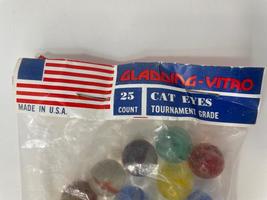 GLADDING-VITRO
25 CAT EYES
MADE IN U.S.A. COUNT TOURNAMENT GRADE